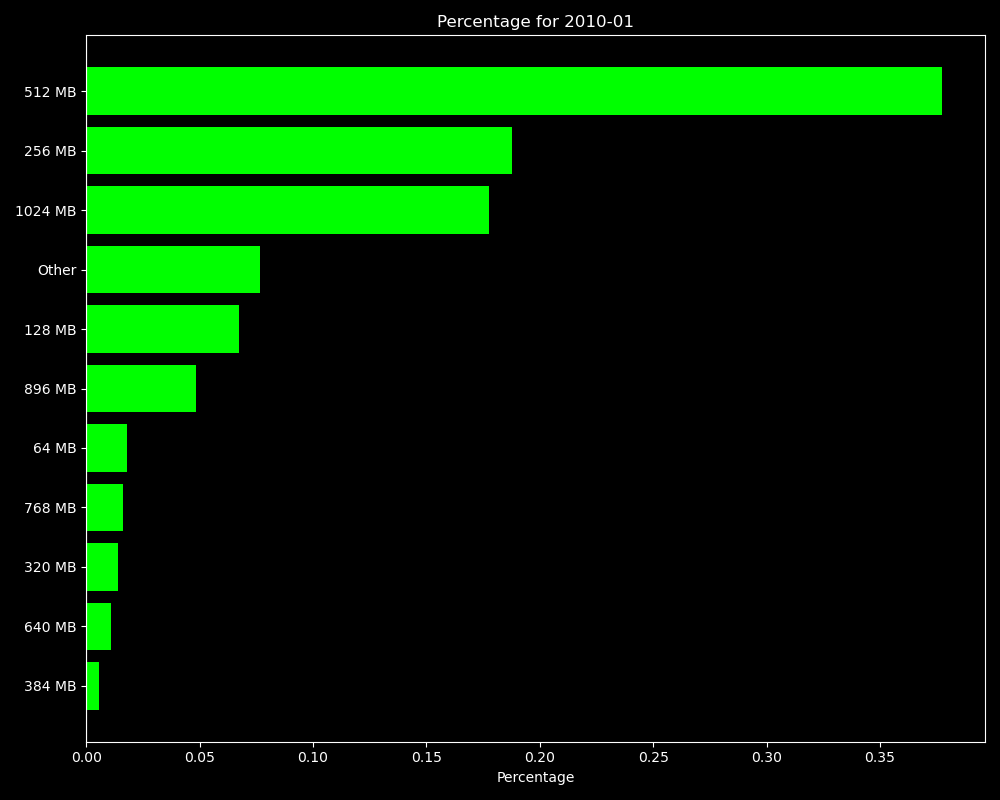 Percentage for 2010-01
512 MB
256 MB
1024 MB
Other
128 MB
896 MB
64 MB
768 MB
320 MB
640 MB
384 MB
0.00 0.05 0.10 0.15 0.20 0.25 0.30 0.35
Percentage